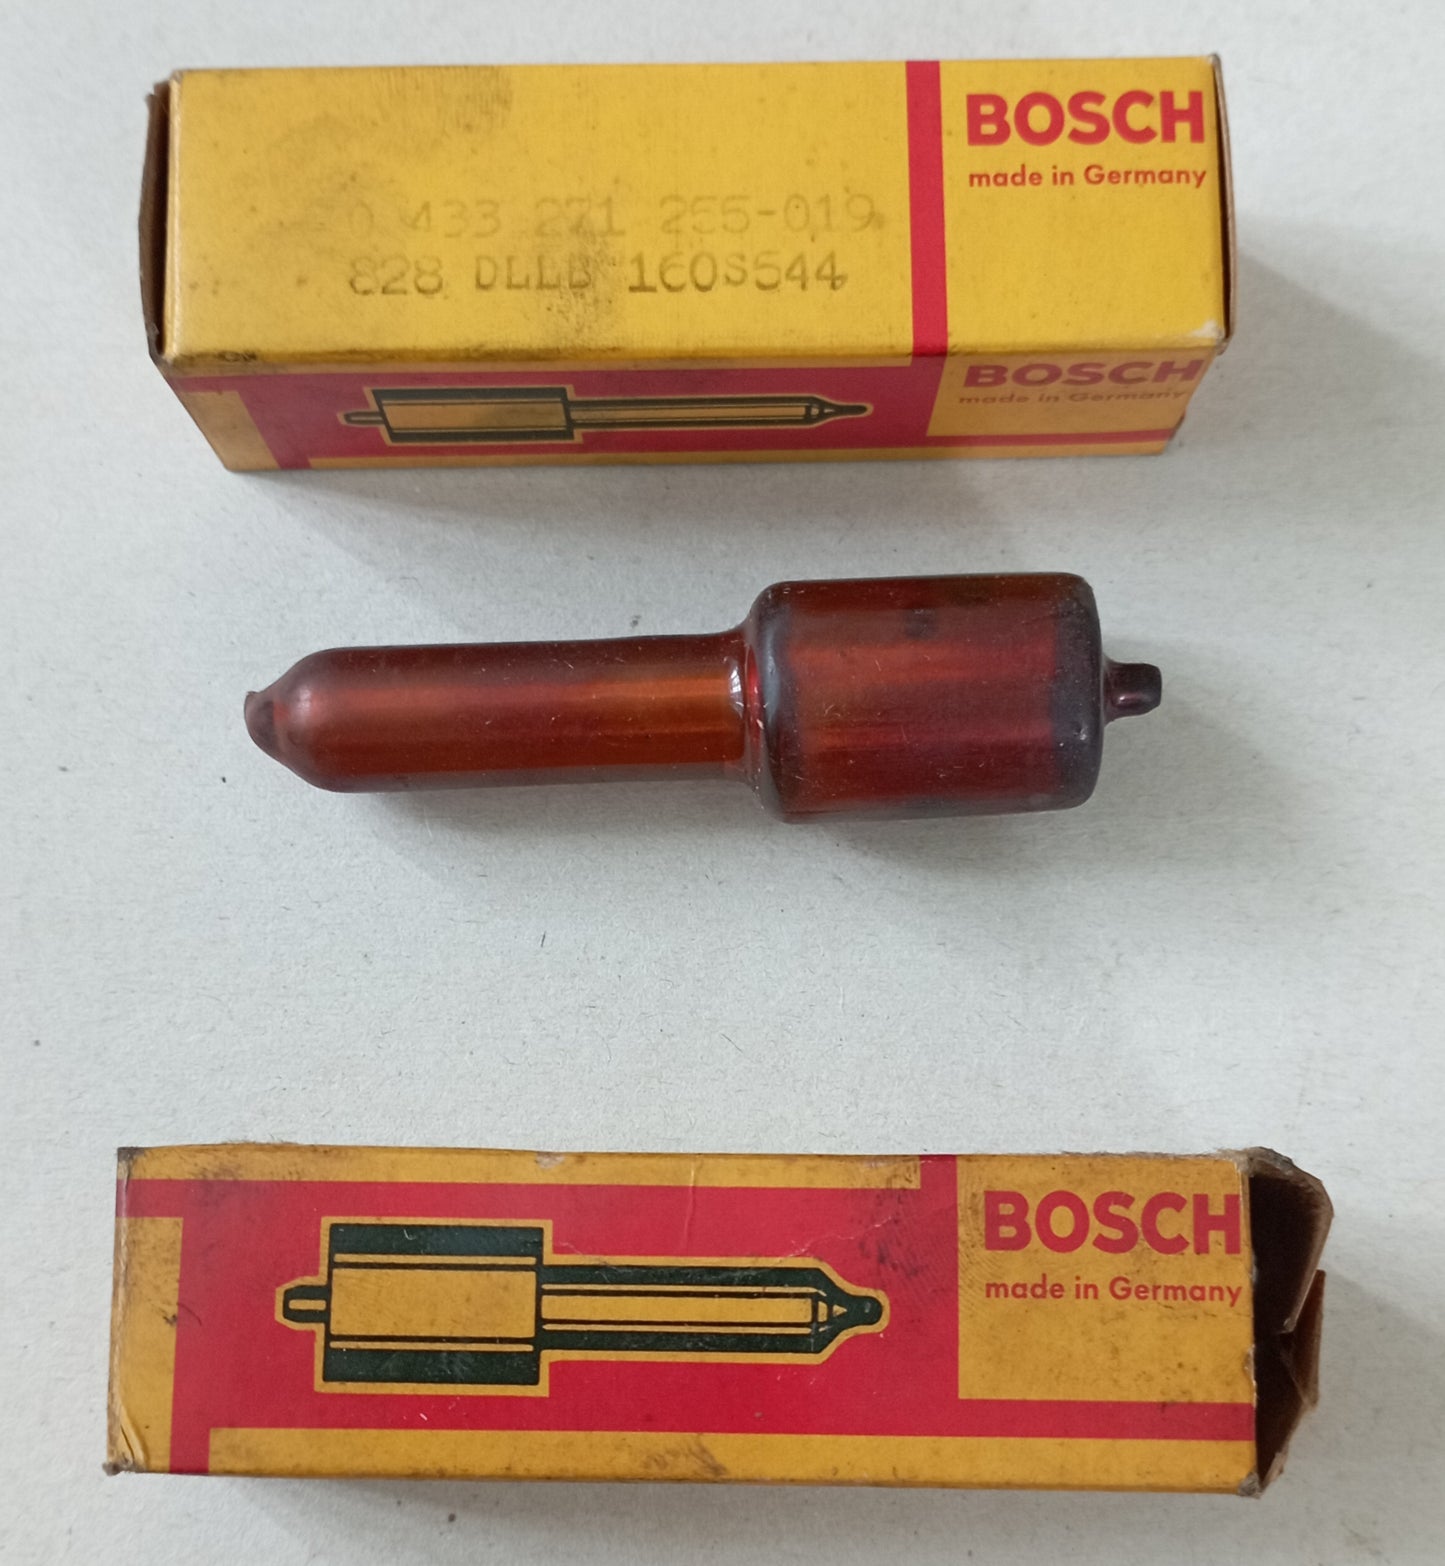 BOSCH
made in Germany
0 433 271 255-019
828 DLLB 160S544
BOSCH
made in Germany
BOSCH
made in Germany